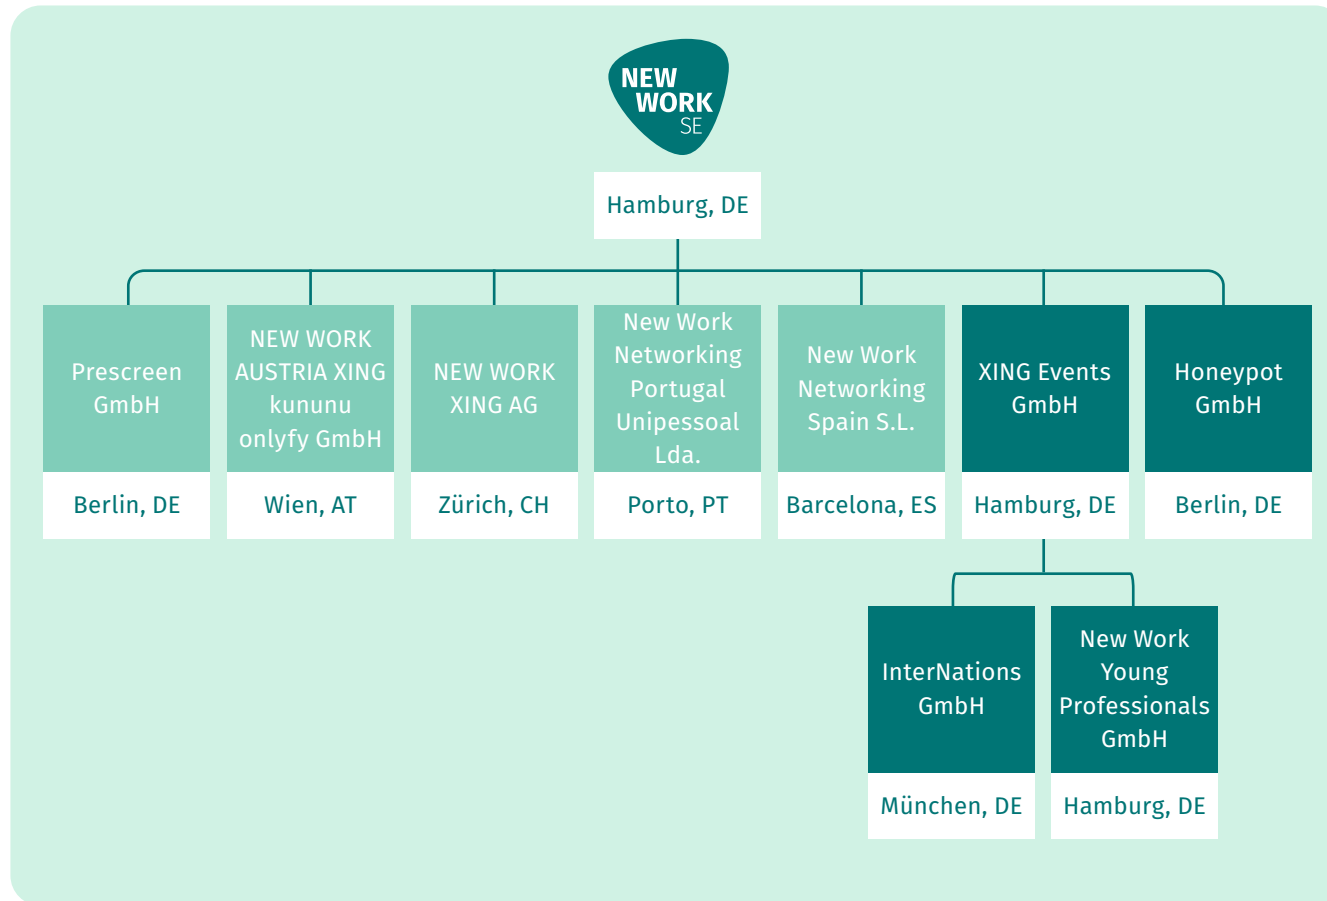 NEW
WORK
SE
Hamburg, DE
Prescreen
GmbH
Berlin, DE
NEW WORK
AUSTRIA XING
kununu
onlyfy GmbH
Wien, AT
NEW WORK
XING AG
Zürich, CH
New Work
Networking
Portugal
Unipessoal
Lda.
Porto, PT
New Work
Networking
Spain S.L.
Barcelona, ES
XING Events
GmbH
Hamburg, DE
Honeypot
GmbH
Berlin, DE
InterNations
GmbH
München, DE
New Work
Young
Professionals
GmbH
Hamburg, DE